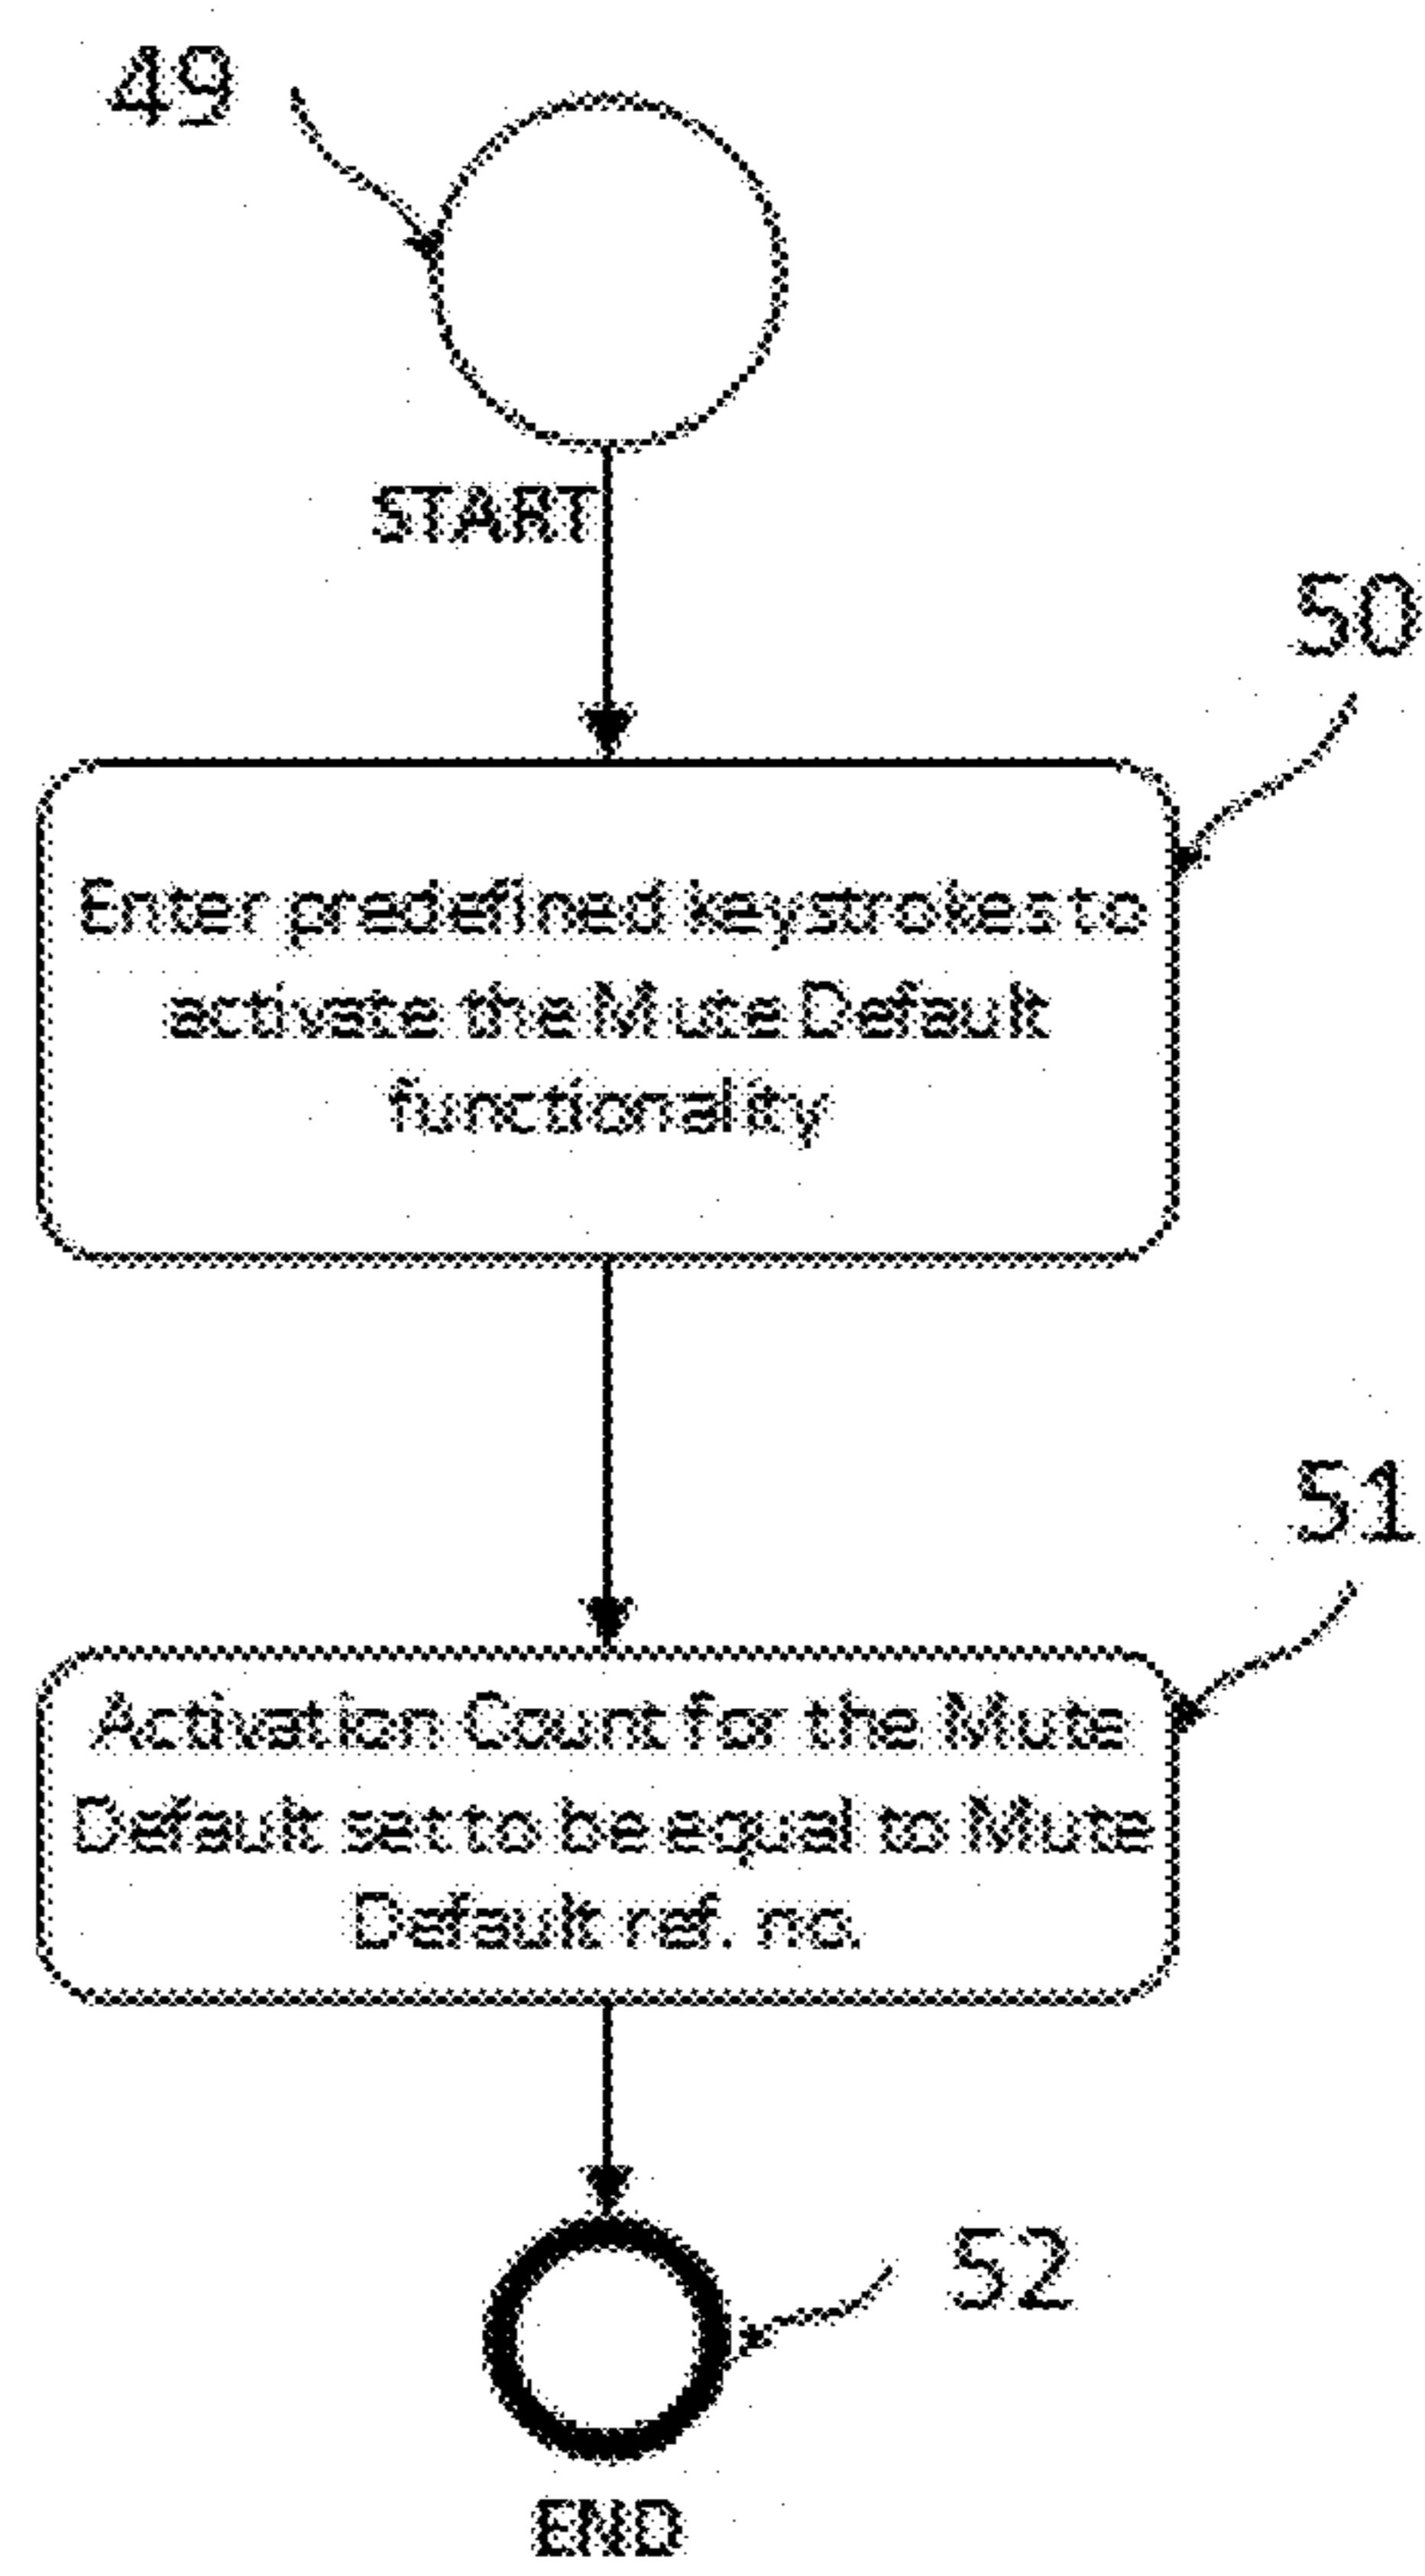 49
START
50
Enter predefined keystrokes to
activate the Mute Default
functionality
51
Activation Count for the Mute
Default set to be equal to Mute
Default ref. no.
52
END